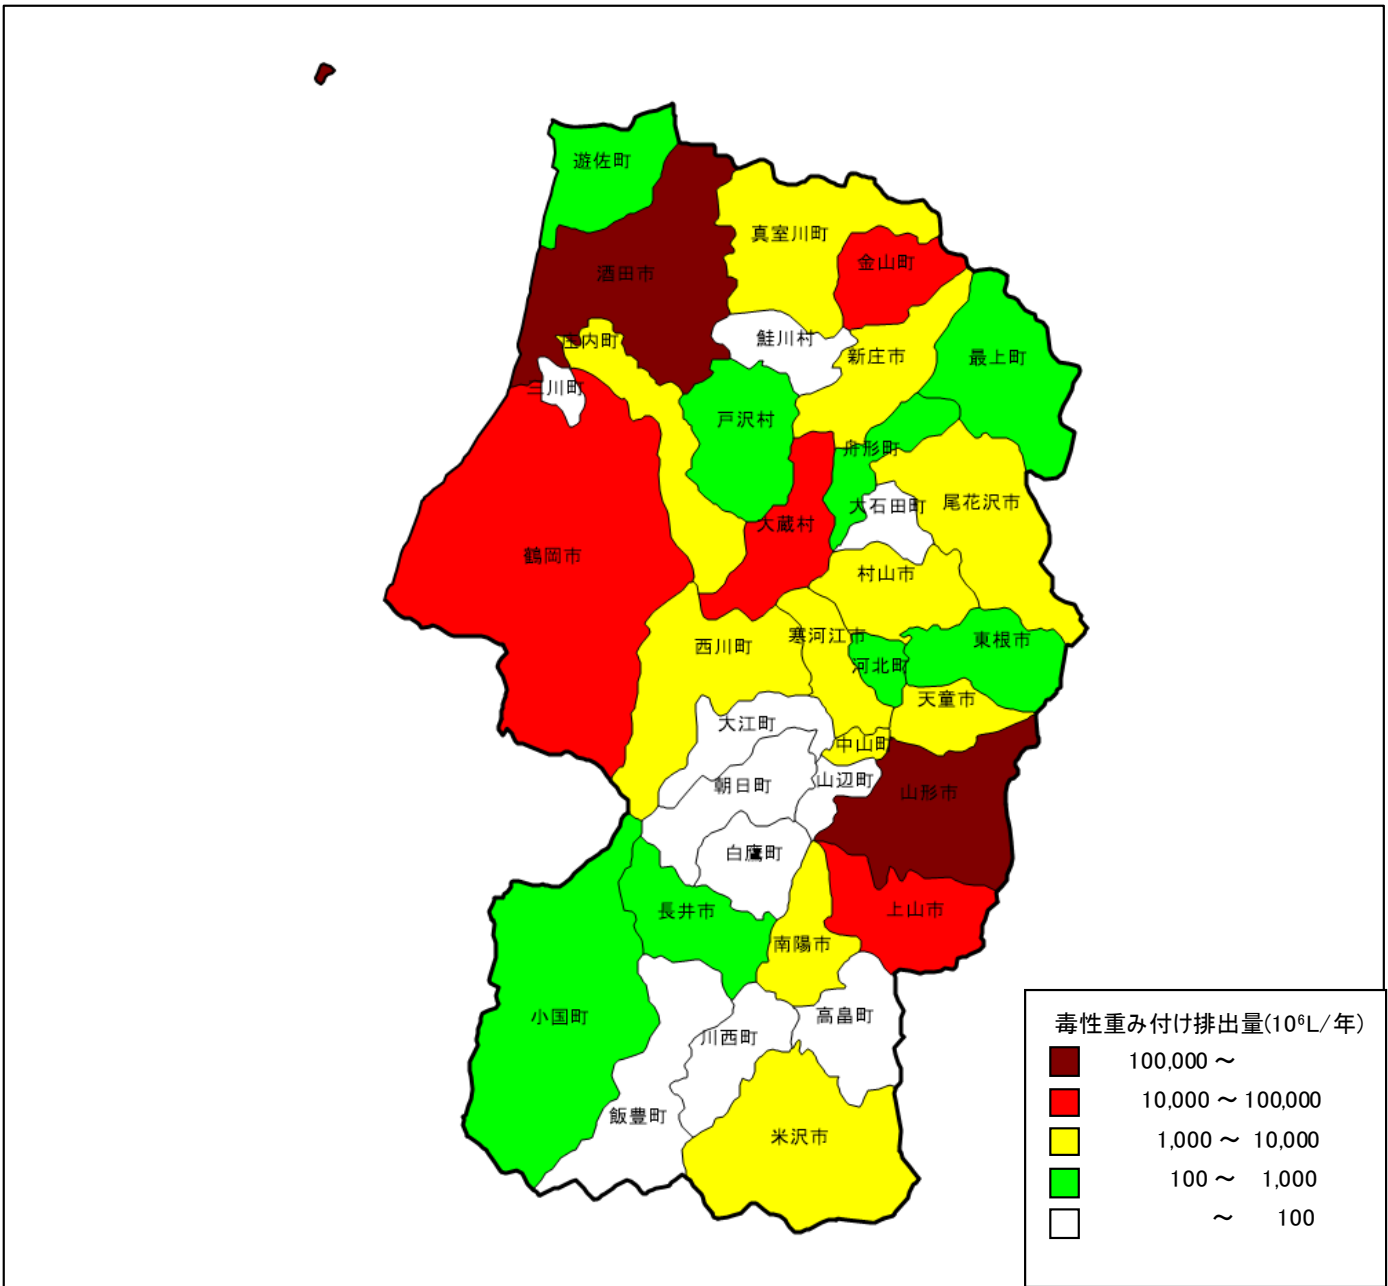 遊佐町
真室川町
金山町
酒田市
庄内町
鮭川村
新庄市
最上町
三川町
戸沢村
舟形町
大石田町
尾花沢市
大蔵村
鶴岡市
村山市
寒河江市
西川町
河北町
東根市
天童市
大江町
中山町
朝日町
山辺町
山形市
白鷹町
長井市
上山市
南陽市
小国町
高畠町
川西町
飯豊町
米沢市
毒性重み付け排出量(10⁶L/年)
100,000 ～
10,000 ～ 100,000
1,000 ～ 10,000
100 ～ 1,000
～ 100